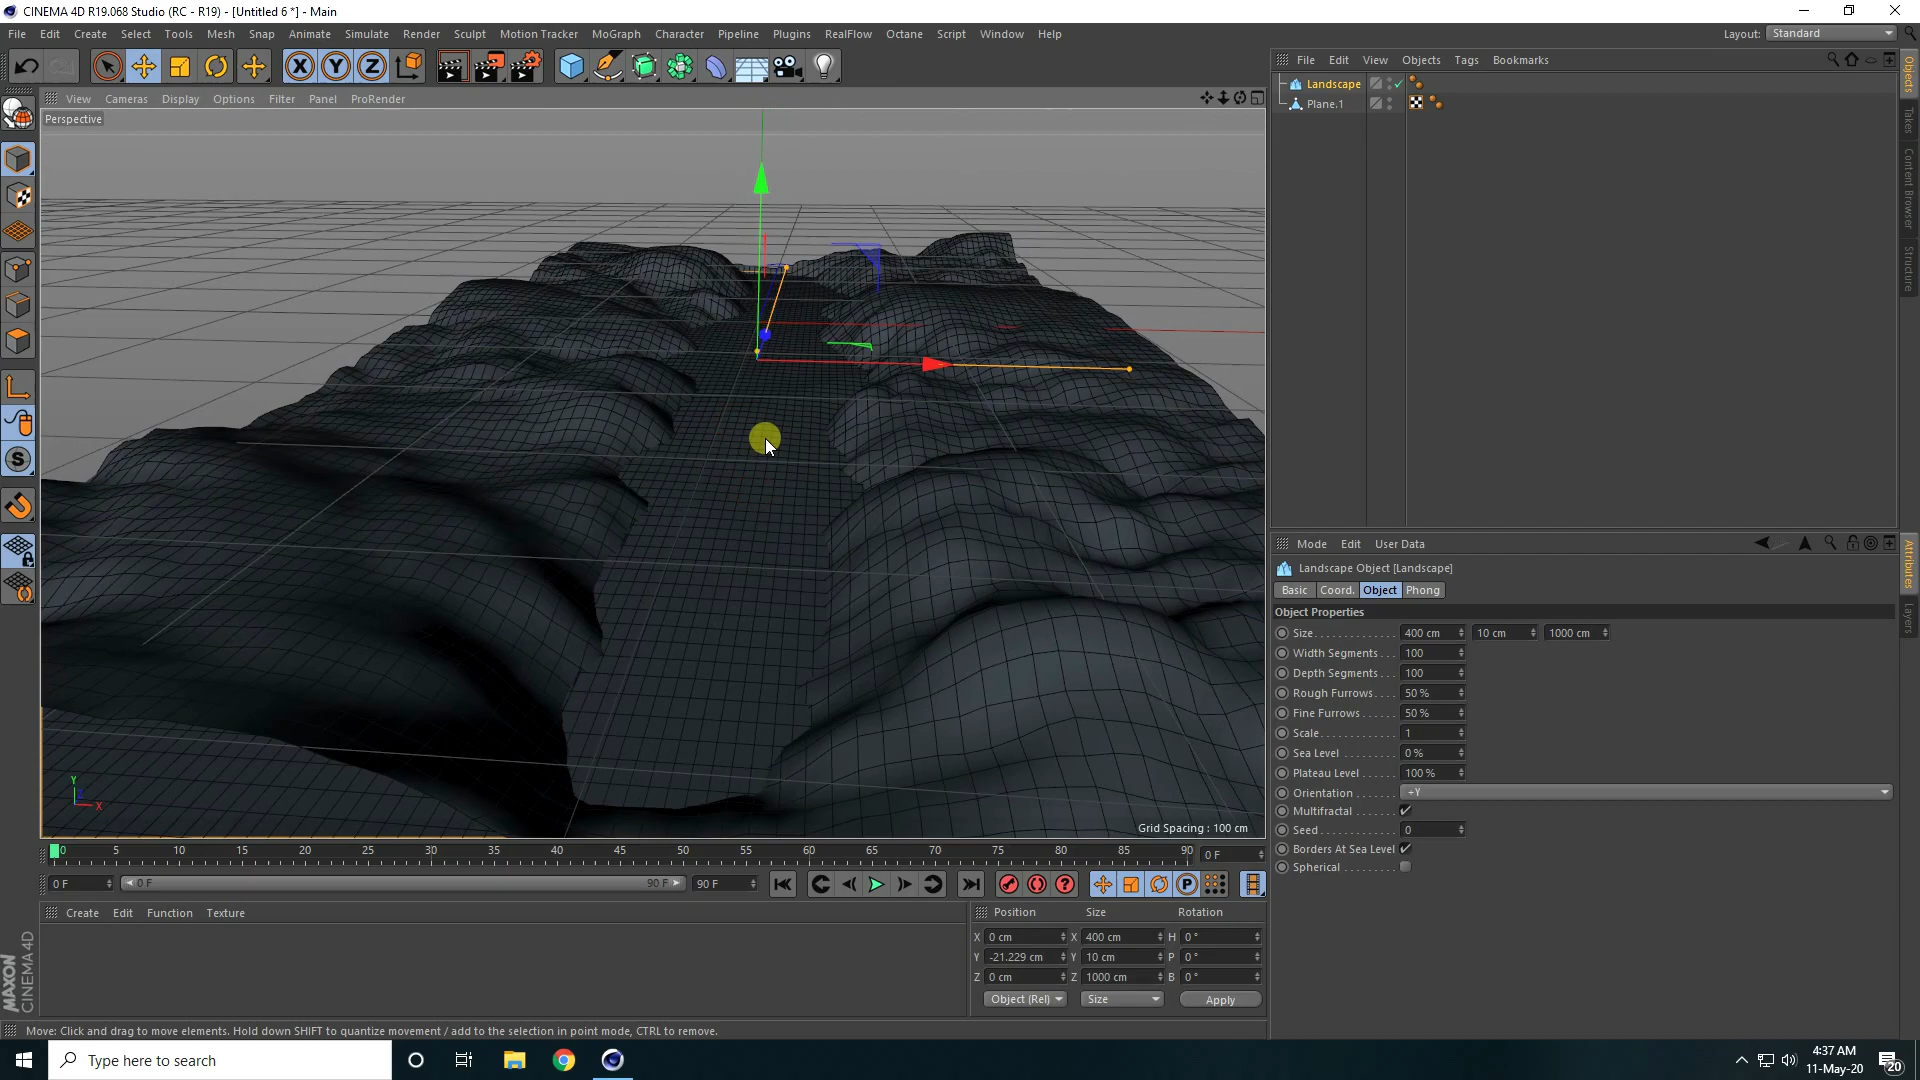 CINEMA 4D R19.068 Studio (RC - R19) - [Untitled 6 *] - Main
File Edit Create Select Tools Mesh Snap Animate Simulate Render Sculpt Motion Tracker MoGraph Character Pipeline Plugins RealFlow Octane Script Window Help
Layout: Standard
File Edit View Objects Tags Bookmarks
View Cameras Display Options Filter Panel ProRender
Perspective
Landscape
Plane.1
Objects
Takes
Content Browser
Structure
Mode Edit User Data
Landscape Object [Landscape]
Basic Coord. Object Phong
Object Properties
Size 400 cm 10 cm 1000 cm
Width Segments 100
Depth Segments 100
Rough Furrows 50 %
Fine Furrows 50 %
Scale 1
Sea Level 0 %
Plateau Level 100 %
Orientation +Y
Multifractal
Seed 0
Borders At Sea Level
Spherical
Attributes
Layers
Y
X
Grid Spacing : 100 cm
0 5 10 15 20 25 30 35 40 45 50 55 60 65 70 75 80 85 90 0 F
0 F 0 F 90 F 90 F
Create Edit Function Texture
Position Size Rotation
X 0 cm X 400 cm H 0 °
Y -21.229 cm Y 10 cm P 0 °
Z 0 cm Z 1000 cm B 0 °
Object (Rel) Size Apply
MAXON
CINEMA 4D
Move: Click and drag to move elements. Hold down SHIFT to quantize movement / add to the selection in point mode, CTRL to remove.
Type here to search
4:37 AM
11-May-20
20